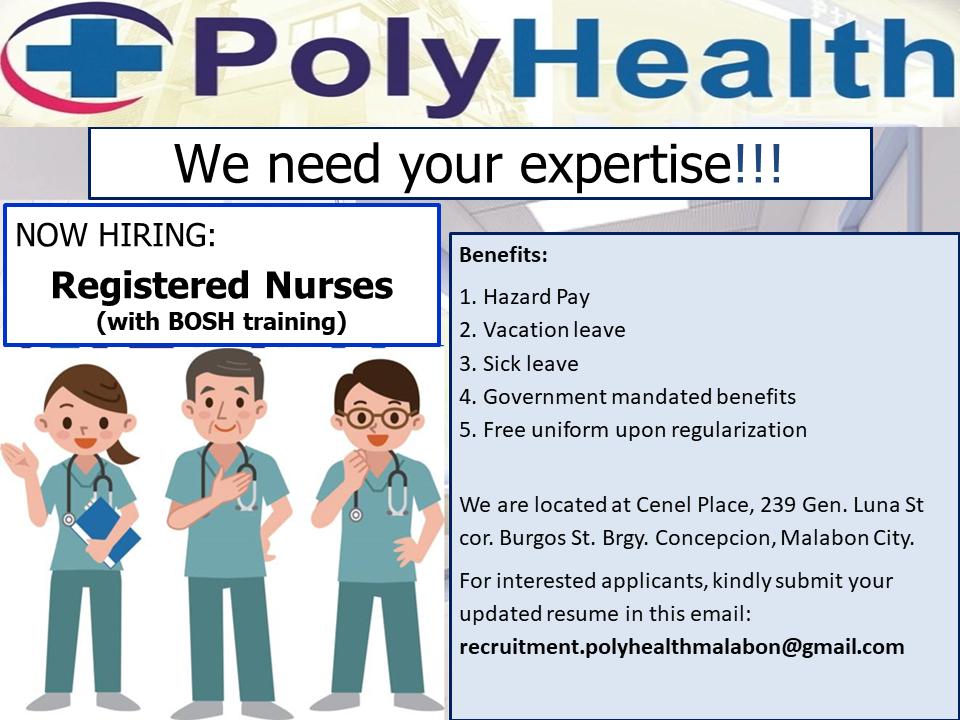 PolyHealth
We need your expertise!!!
NOW HIRING:
Registered Nurses
(with BOSH training)
Benefits:
1. Hazard Pay
2. Vacation leave
3. Sick leave
4. Government mandated benefits
5. Free uniform upon regularization
We are located at Cenel Place, 239 Gen. Luna St
cor. Burgos St. Brgy. Concepcion, Malabon City.
For interested applicants, kindly submit your
updated resume in this email:
recruitment.polyhealthmalabon@gmail.com